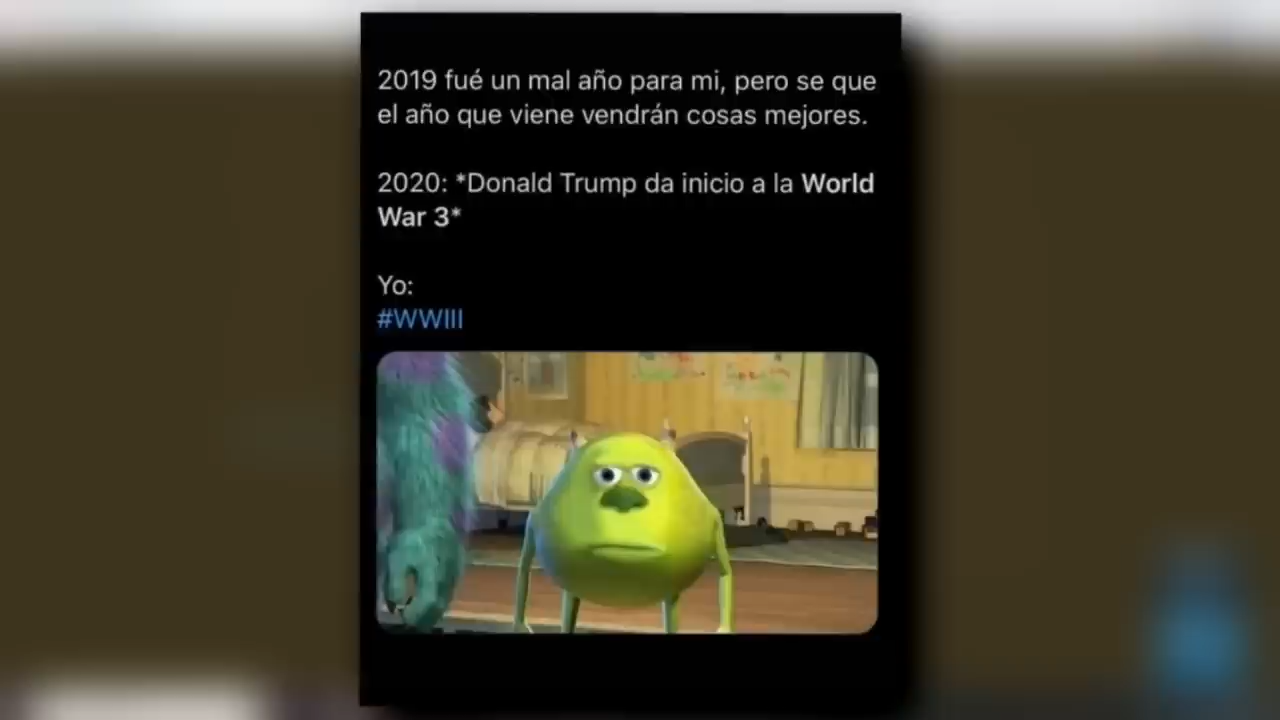 2019 fué un mal año para mi, pero se que
el año que viene vendrán cosas mejores.
2020: *Donald Trump da inicio a la World
War 3*
Yo:
#WWIII